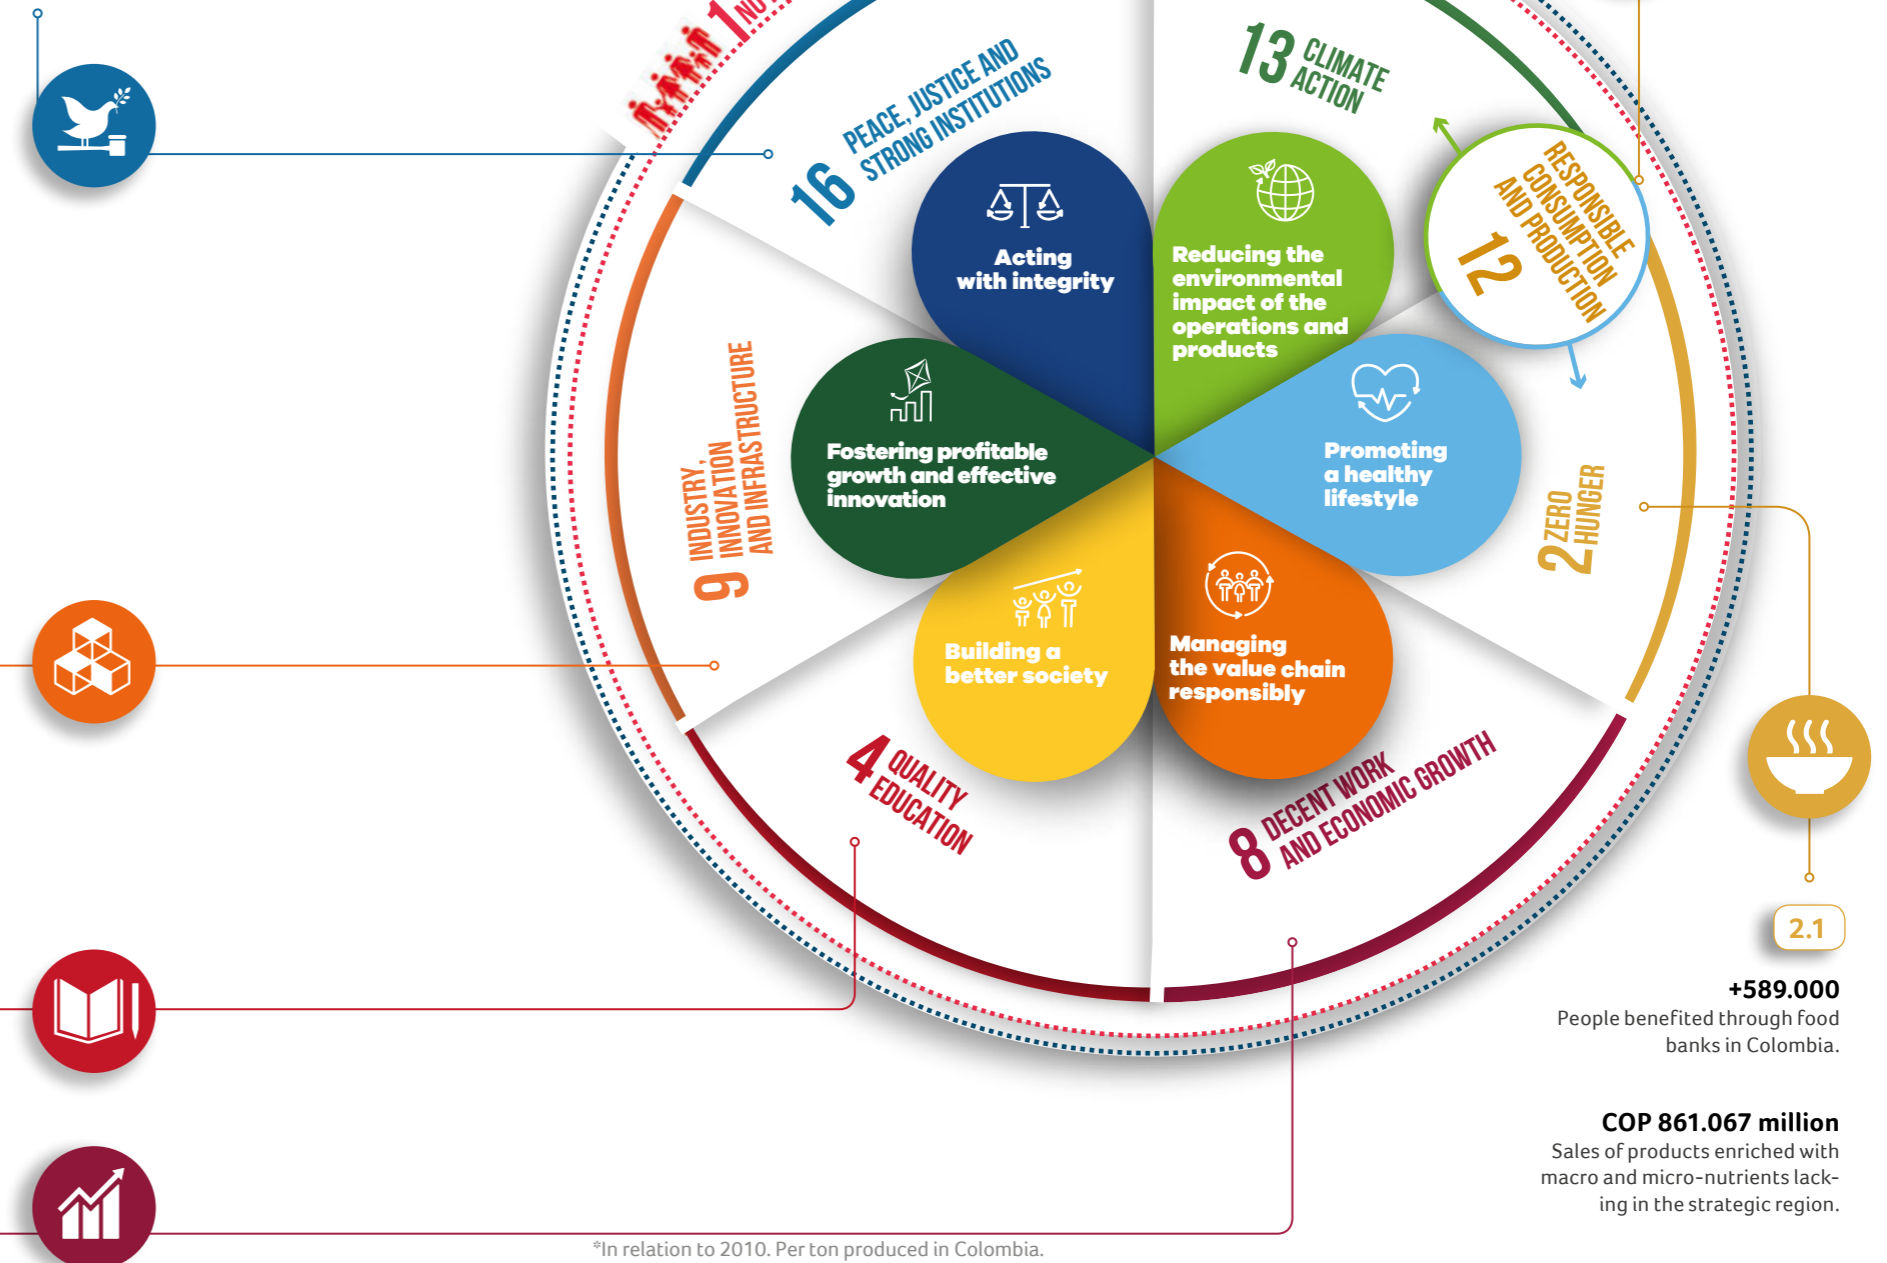 1
16
PEACE, JUSTICE AND
STRONG INSTITUTIONS
13
CLIMATE
ACTION
12
RESPONSIBLE
CONSUMPTION
AND PRODUCTION
Acting
with integrity
Reducing the
environmental
impact of the
operations and
products
9
INDUSTRY,
INNOVATION
AND INFRASTRUCTURE
Fostering profitable
growth and effective
innovation
Promoting
a healthy
lifestyle
2
ZERO
HUNGER
Building a
better society
Managing
the value chain
responsibly
4
QUALITY
EDUCATION
8
DECENT WORK
AND ECONOMIC GROWTH
2.1
+589.000
People benefited through food
banks in Colombia.
COP 861.067 million
Sales of products enriched with
macro and micro-nutrients lack-
ing in the strategic region.
*In relation to 2010. Per ton produced in Colombia.